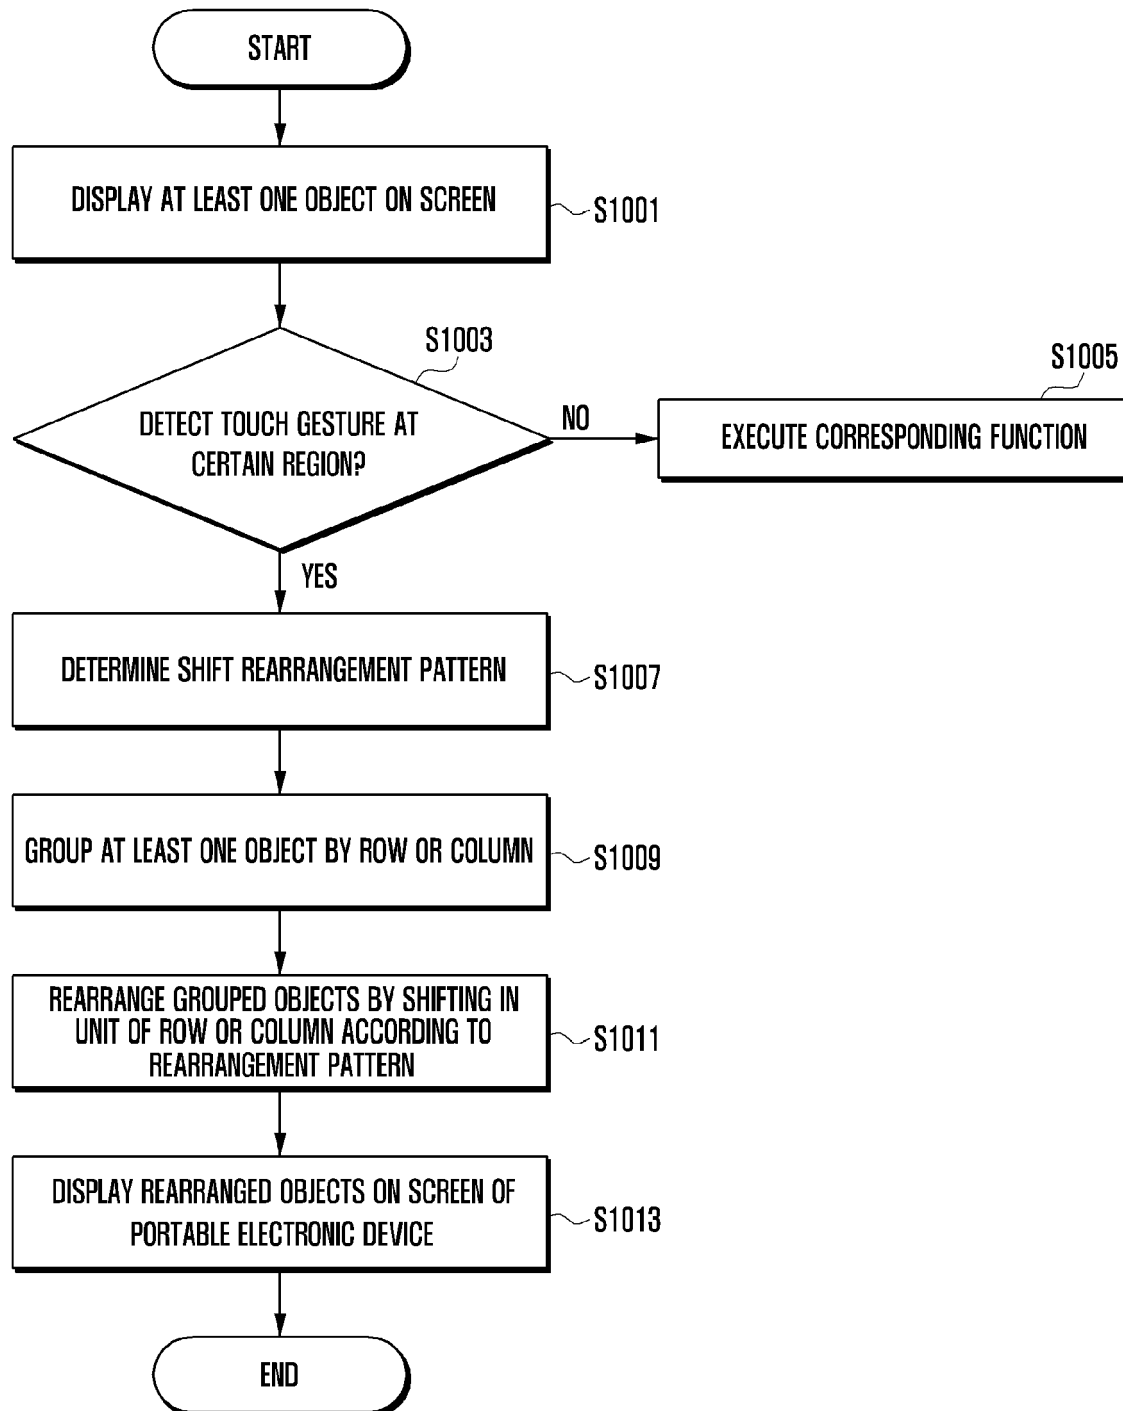 START
DISPLAY AT LEAST ONE OBJECT ON SCREEN
S1001
S1003
DETECT TOUCH GESTURE AT
CERTAIN REGION?
NO
S1005
EXECUTE CORRESPONDING FUNCTION
YES
DETERMINE SHIFT REARRANGEMENT PATTERN
S1007
GROUP AT LEAST ONE OBJECT BY ROW OR COLUMN
S1009
REARRANGE GROUPED OBJECTS BY SHIFTING IN
UNIT OF ROW OR COLUMN ACCORDING TO
REARRANGEMENT PATTERN
S1011
DISPLAY REARRANGED OBJECTS ON SCREEN OF
PORTABLE ELECTRONIC DEVICE
S1013
END